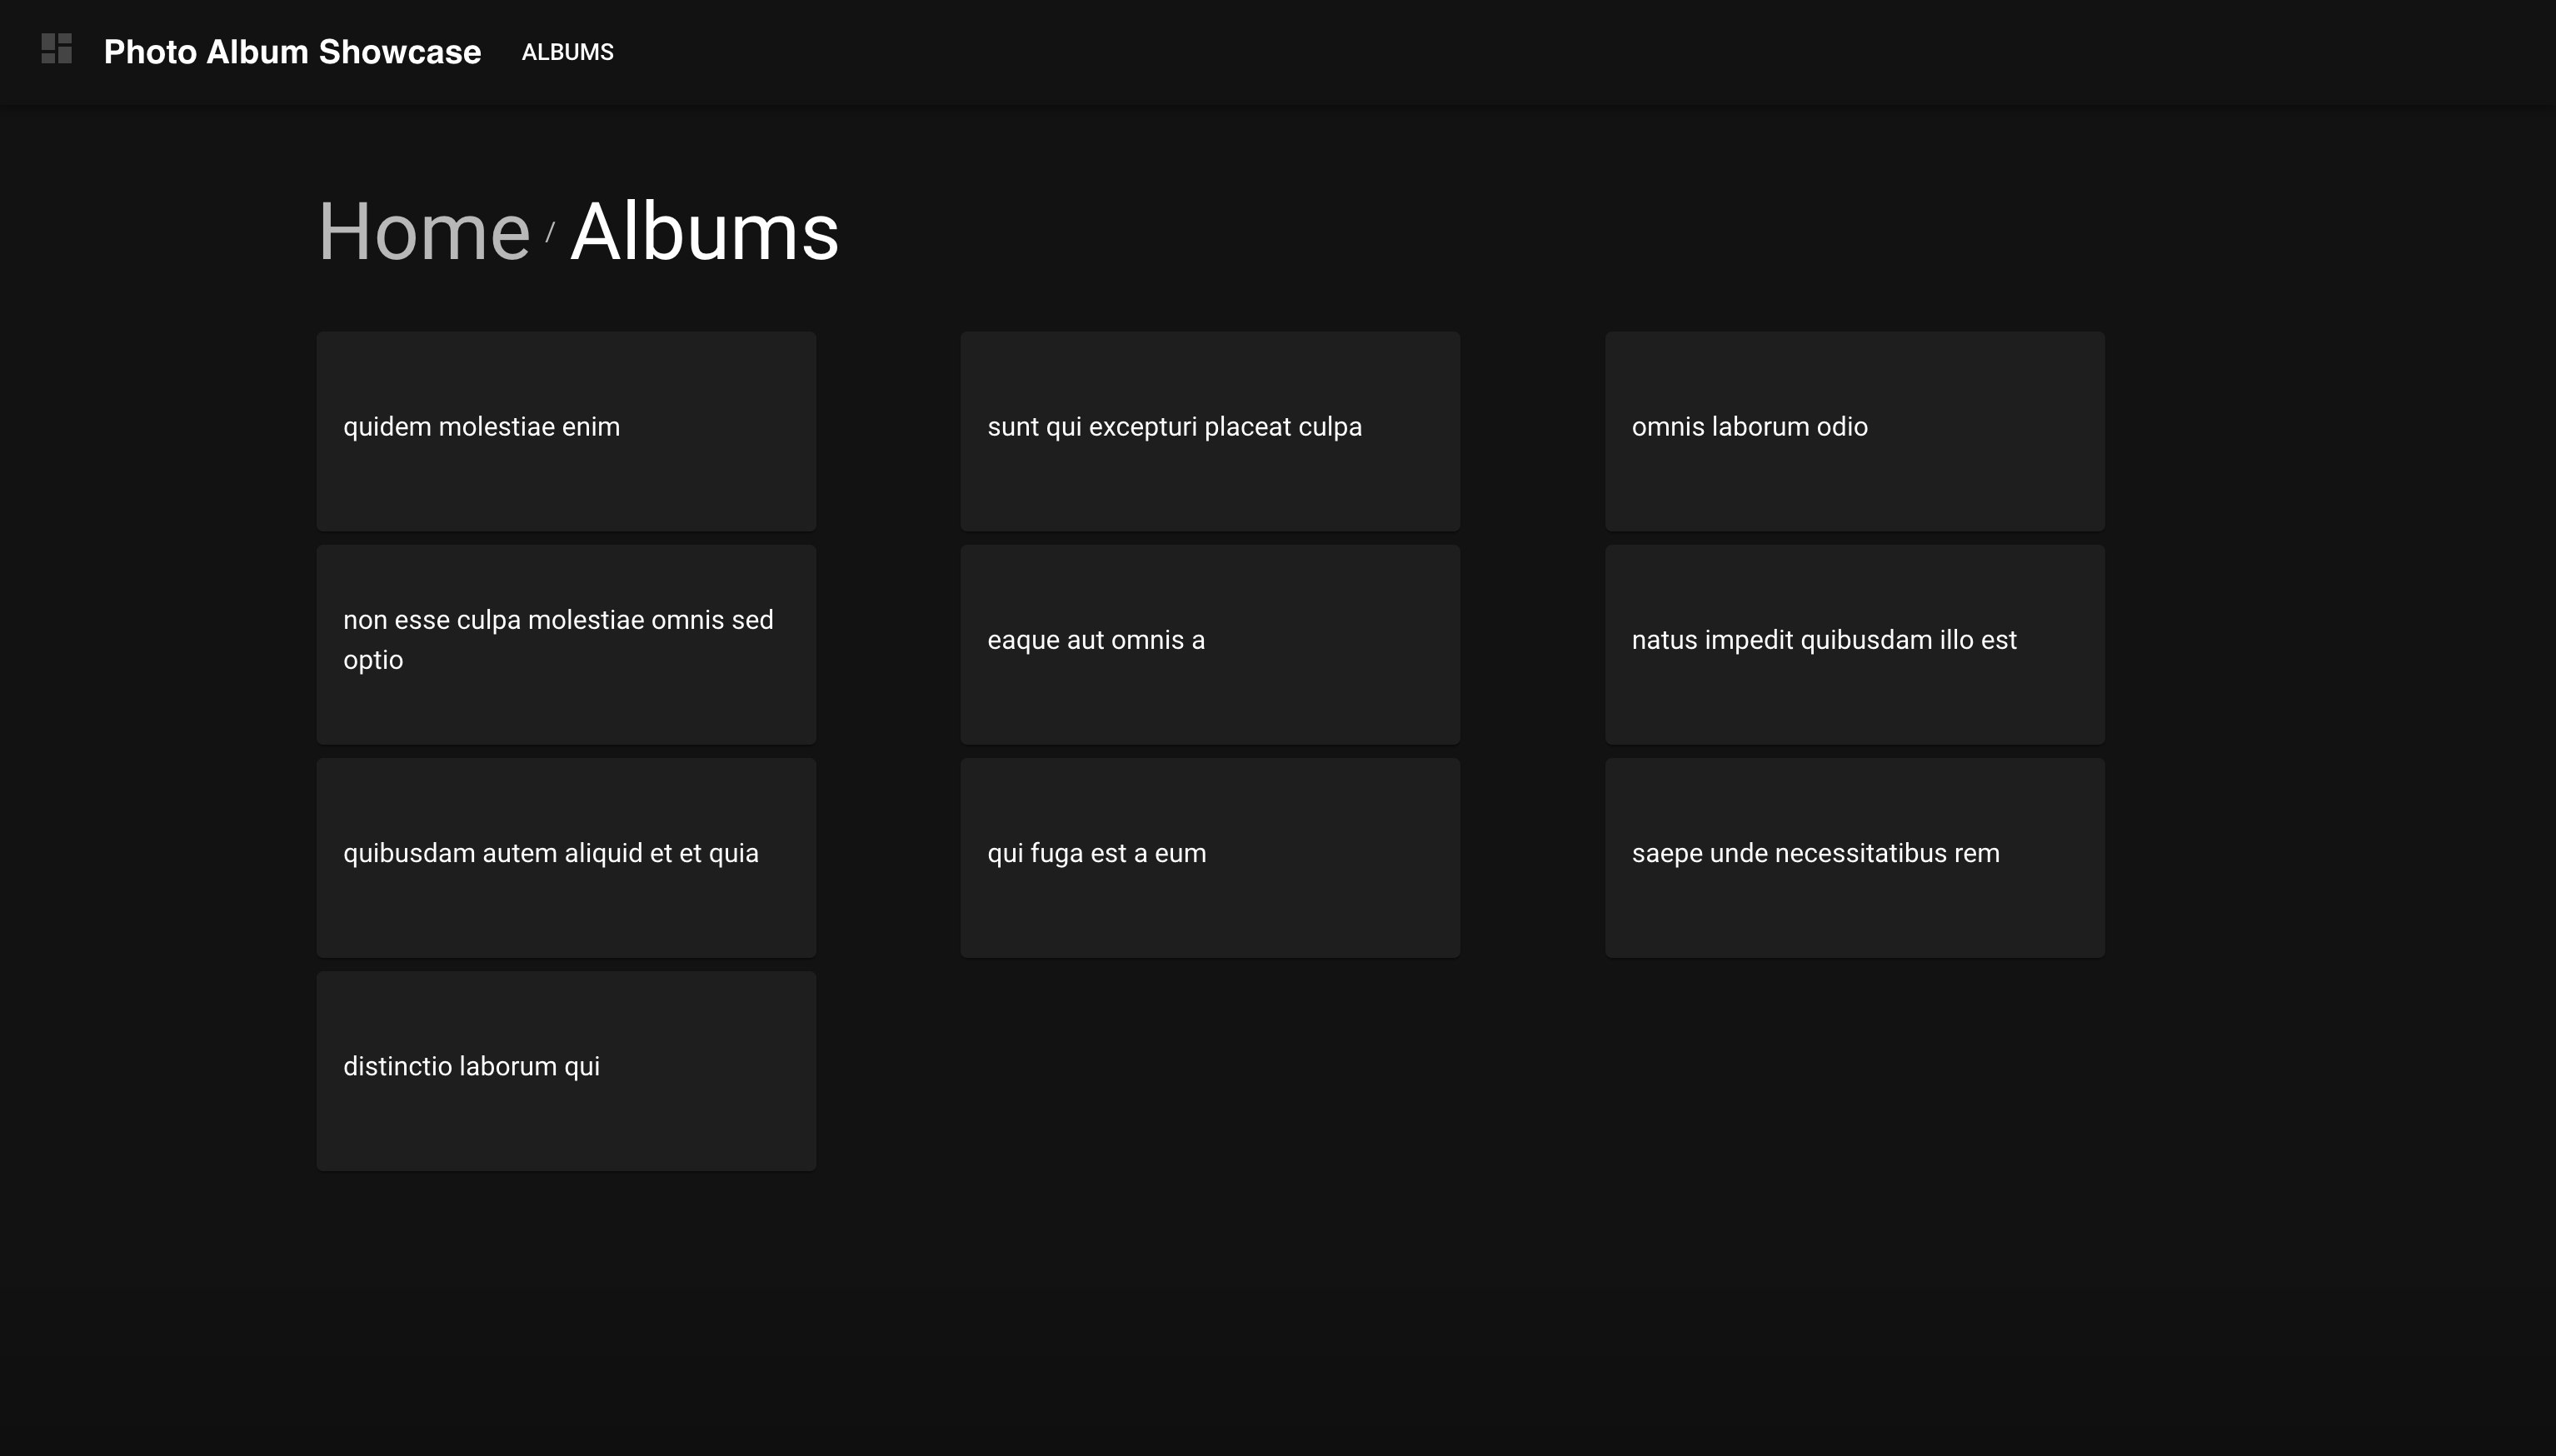 Photo Album Showcase ALBUMS
Home / Albums
quidem molestiae enim
sunt qui excepturi placeat culpa
omnis laborum odio
non esse culpa molestiae omnis sed
optio
eaque aut omnis a
natus impedit quibusdam illo est
quibusdam autem aliquid et et quia
qui fuga est a eum
saepe unde necessitatibus rem
distinctio laborum qui